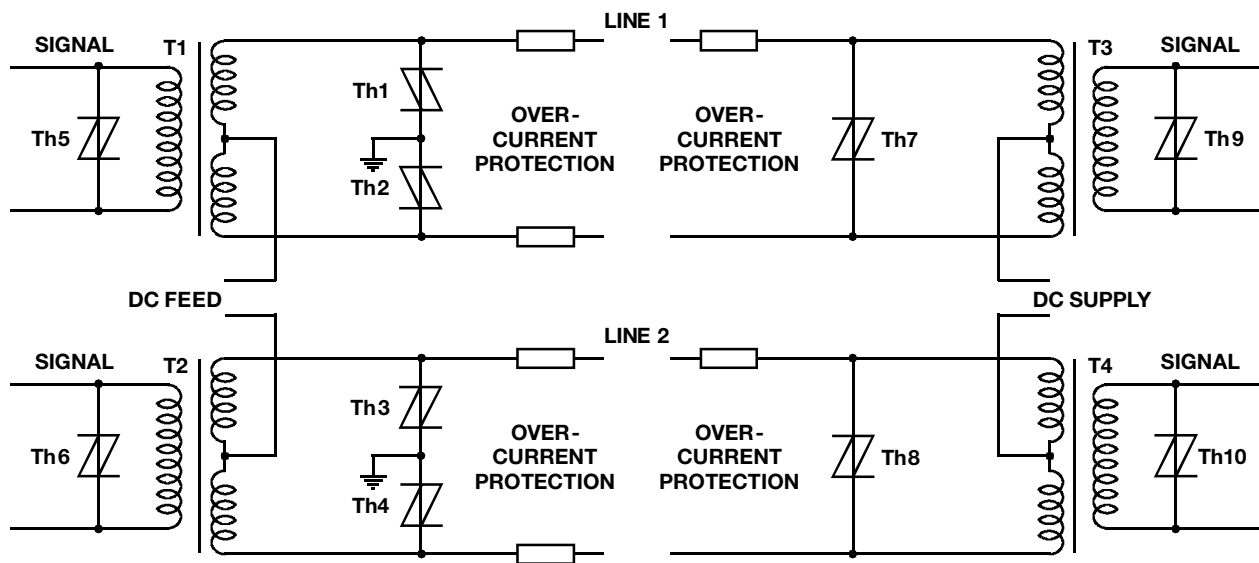 LINE 1
SIGNAL
T1
T3
SIGNAL
Th1
Th5
OVER-
CURRENT
PROTECTION
OVER-
CURRENT
PROTECTION
Th7
Th9
Th2
DC FEED
DC SUPPLY
LINE 2
SIGNAL
T2
T4
SIGNAL
Th3
Th6
OVER-
CURRENT
PROTECTION
OVER-
CURRENT
PROTECTION
Th8
Th10
Th4